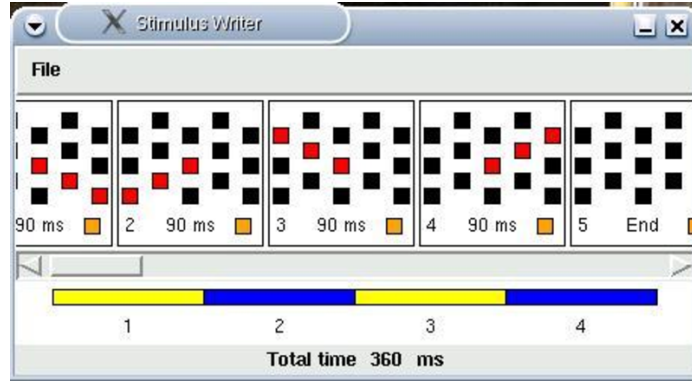 Stimulus Writer
File
90 ms 2 90 ms 3 90 ms 4 90 ms 5 End
1 2 3 4
Total time 360 ms